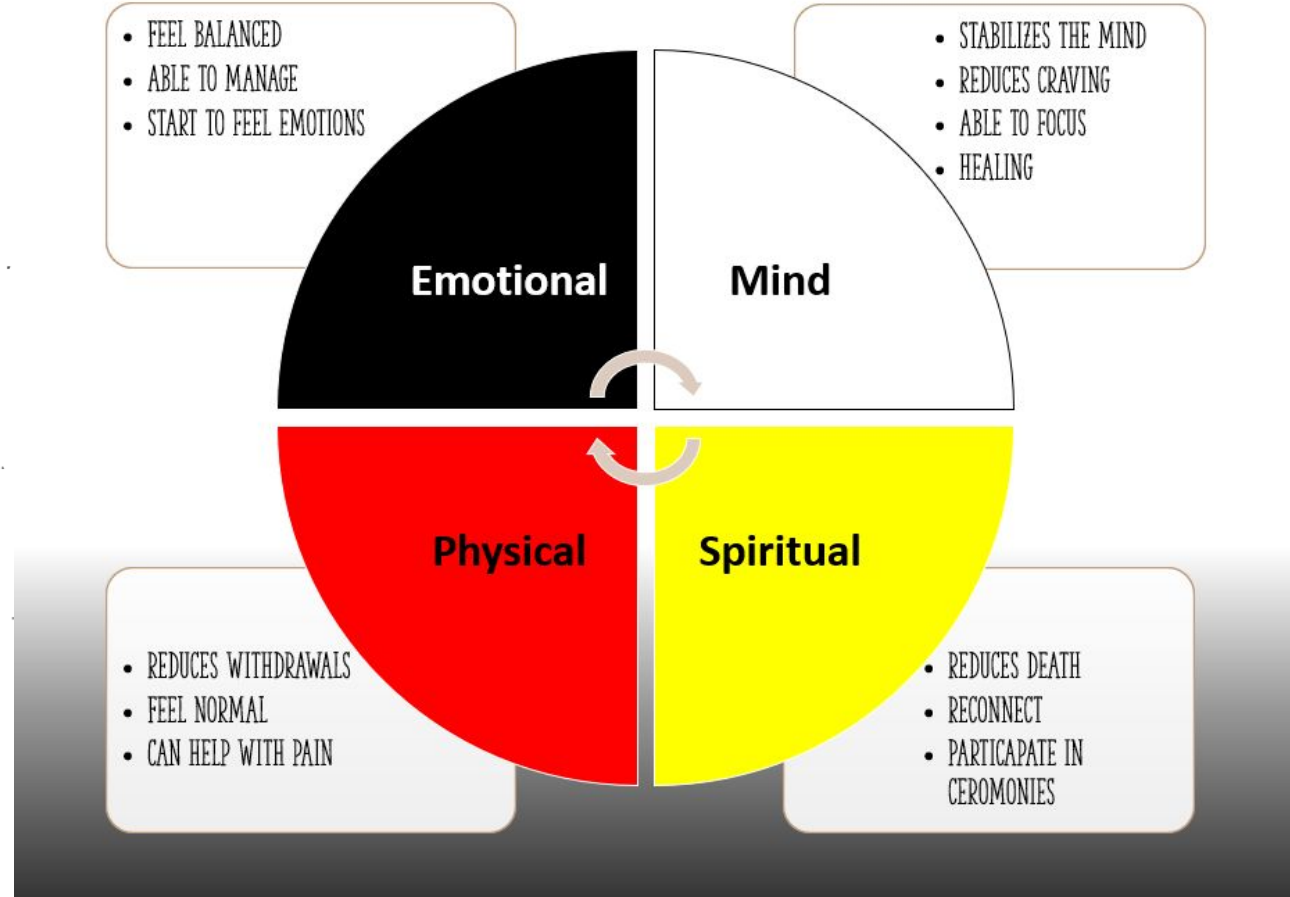 • FEEL BALANCED
• ABLE TO MANAGE
• START TO FEEL EMOTIONS
• STABILIZES THE MIND
• REDUCES CRAVING
• ABLE TO FOCUS
• HEALING
Emotional
Mind
Physical
Spiritual
• REDUCES WITHDRAWALS
• FEEL NORMAL
• CAN HELP WITH PAIN
• REDUCES DEATH
• RECONNECT
• PARTICAPATE IN
CEROMONIES